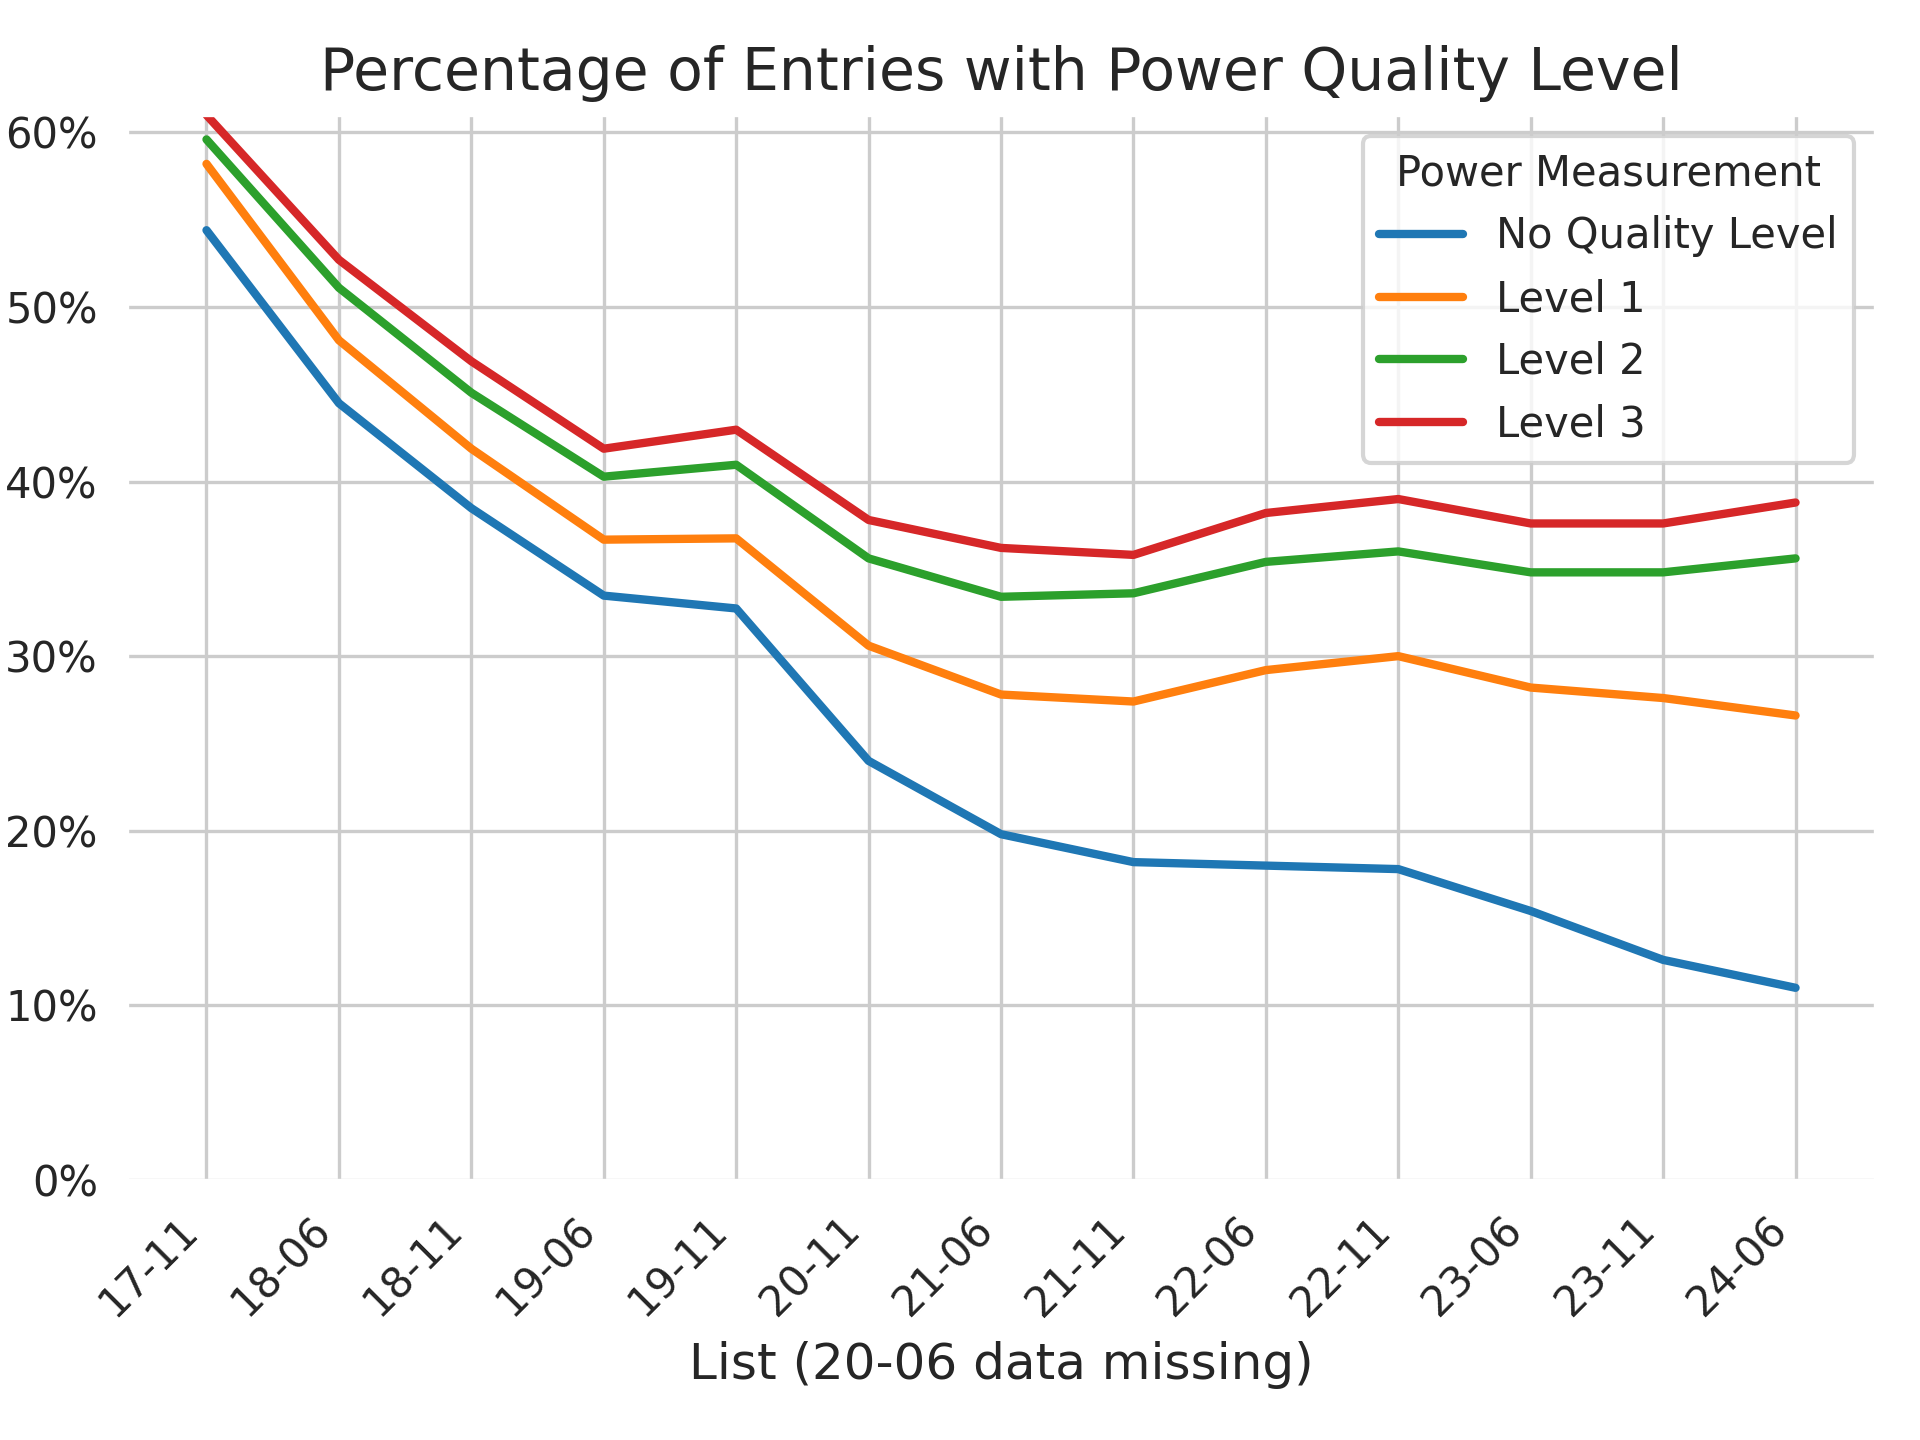 Percentage of Entries with Power Quality Level
60%
50%
40%
30%
20%
10%
0%
Power Measurement
No Quality Level
Level 1
Level 2
Level 3
17-11
18-06
18-11
19-06
19-11
20-11
21-06
21-11
22-06
22-11
23-06
23-11
24-06
List (20-06 data missing)